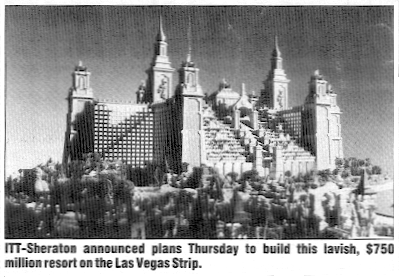 ITT-Sheraton announced plans Thursday to build this lavish, $750
million resort on the Las Vegas Strip.